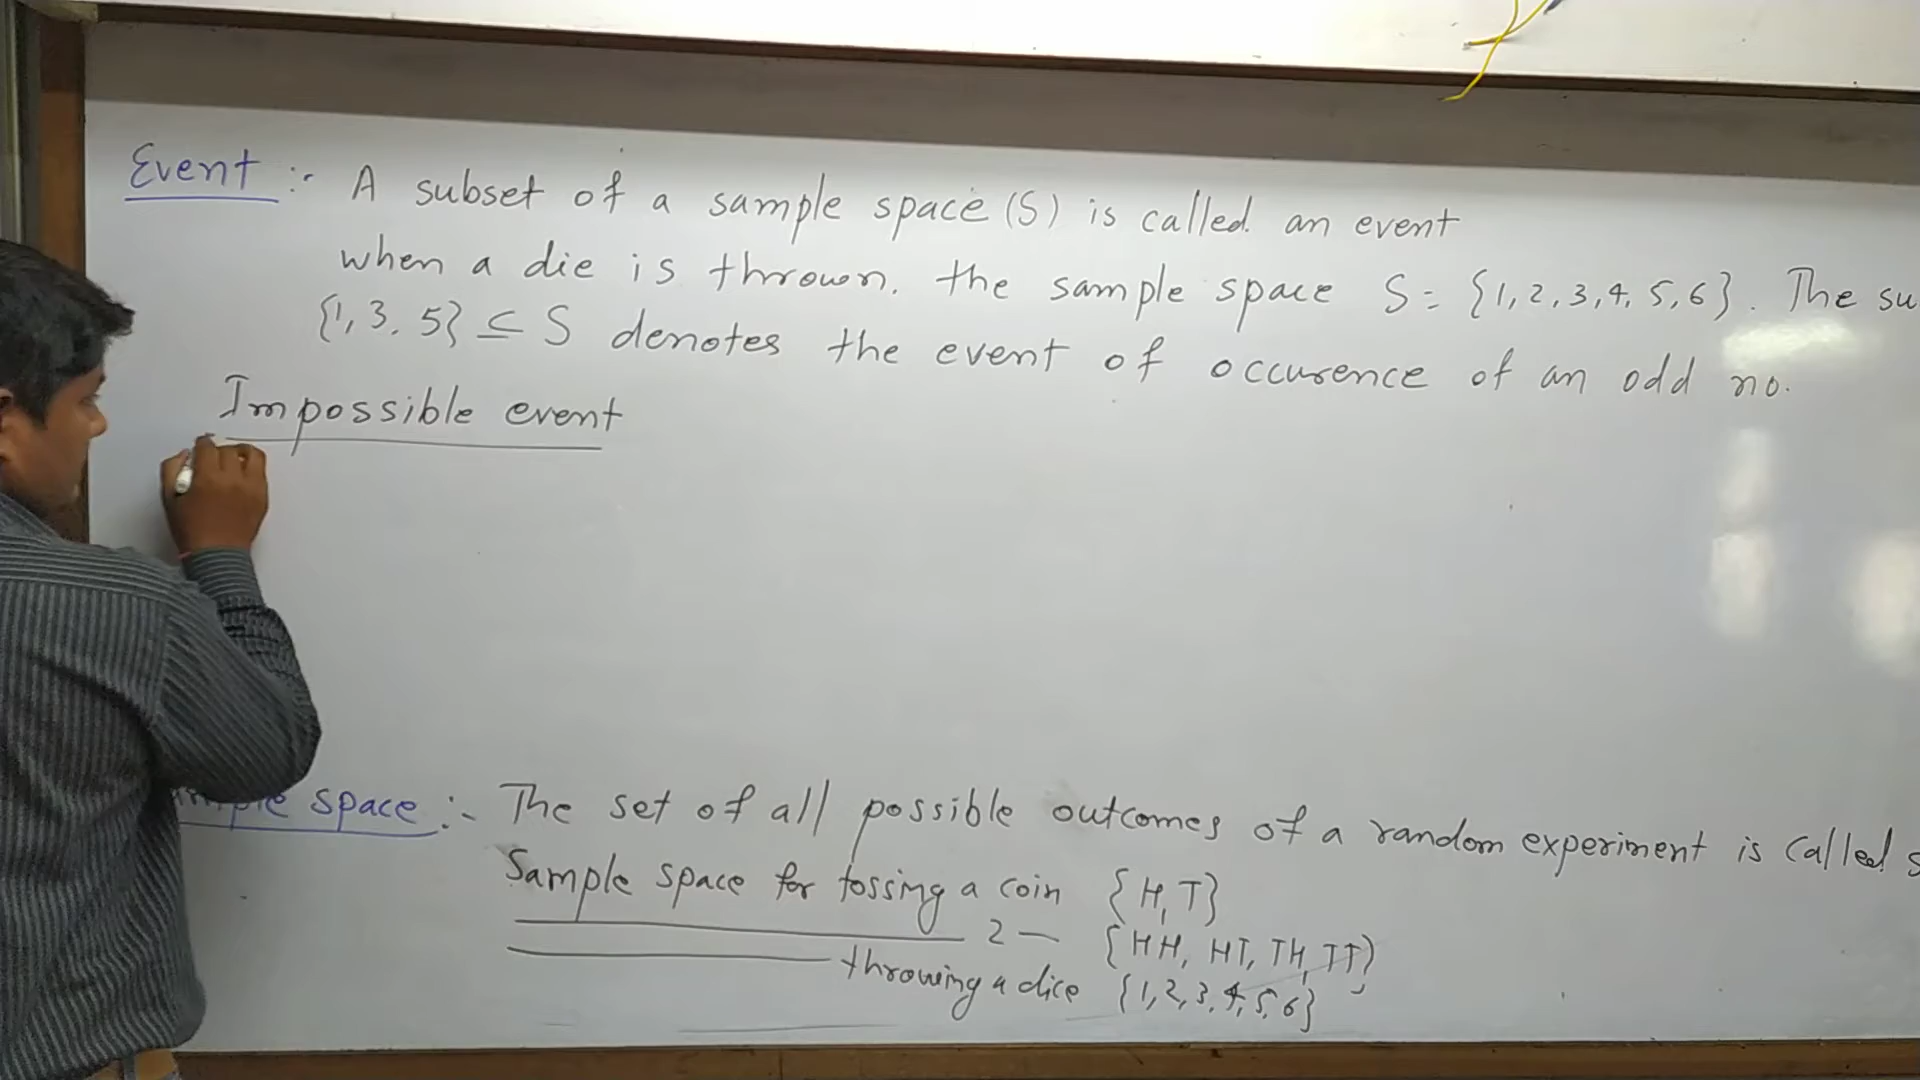 Event :- A subset of a sample space (S) is called an event
when a die is thrown. the sample space S = {1, 2, 3, 4, 5, 6}. The
{1, 3, 5} ⊆ S denotes the event of occurence of an odd no.
Impossible event
space :- The set of all possible outcomes of a random experiment is called
Sample space for tossing a coin {H, T}
2 — {HH, HT, TH, TT}
throwing a dice {1, 2, 3, 4, 5, 6}